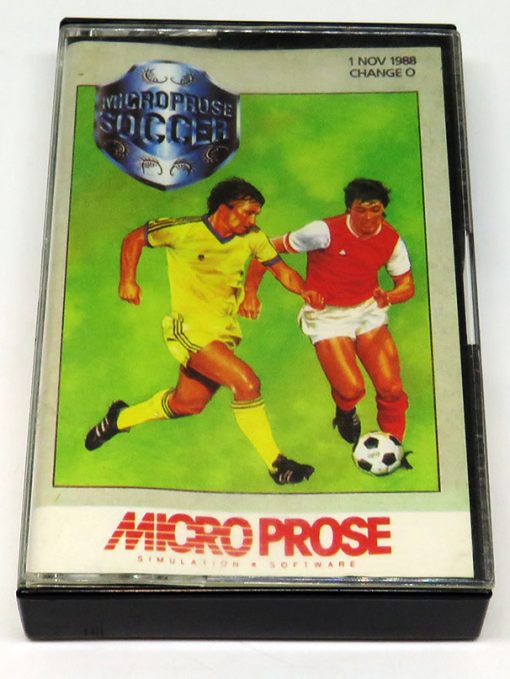 1 NOV 1988
CHANGE O
MICROPROSE
SOCCER
MICRO PROSE
SIMULATION • SOFTWARE